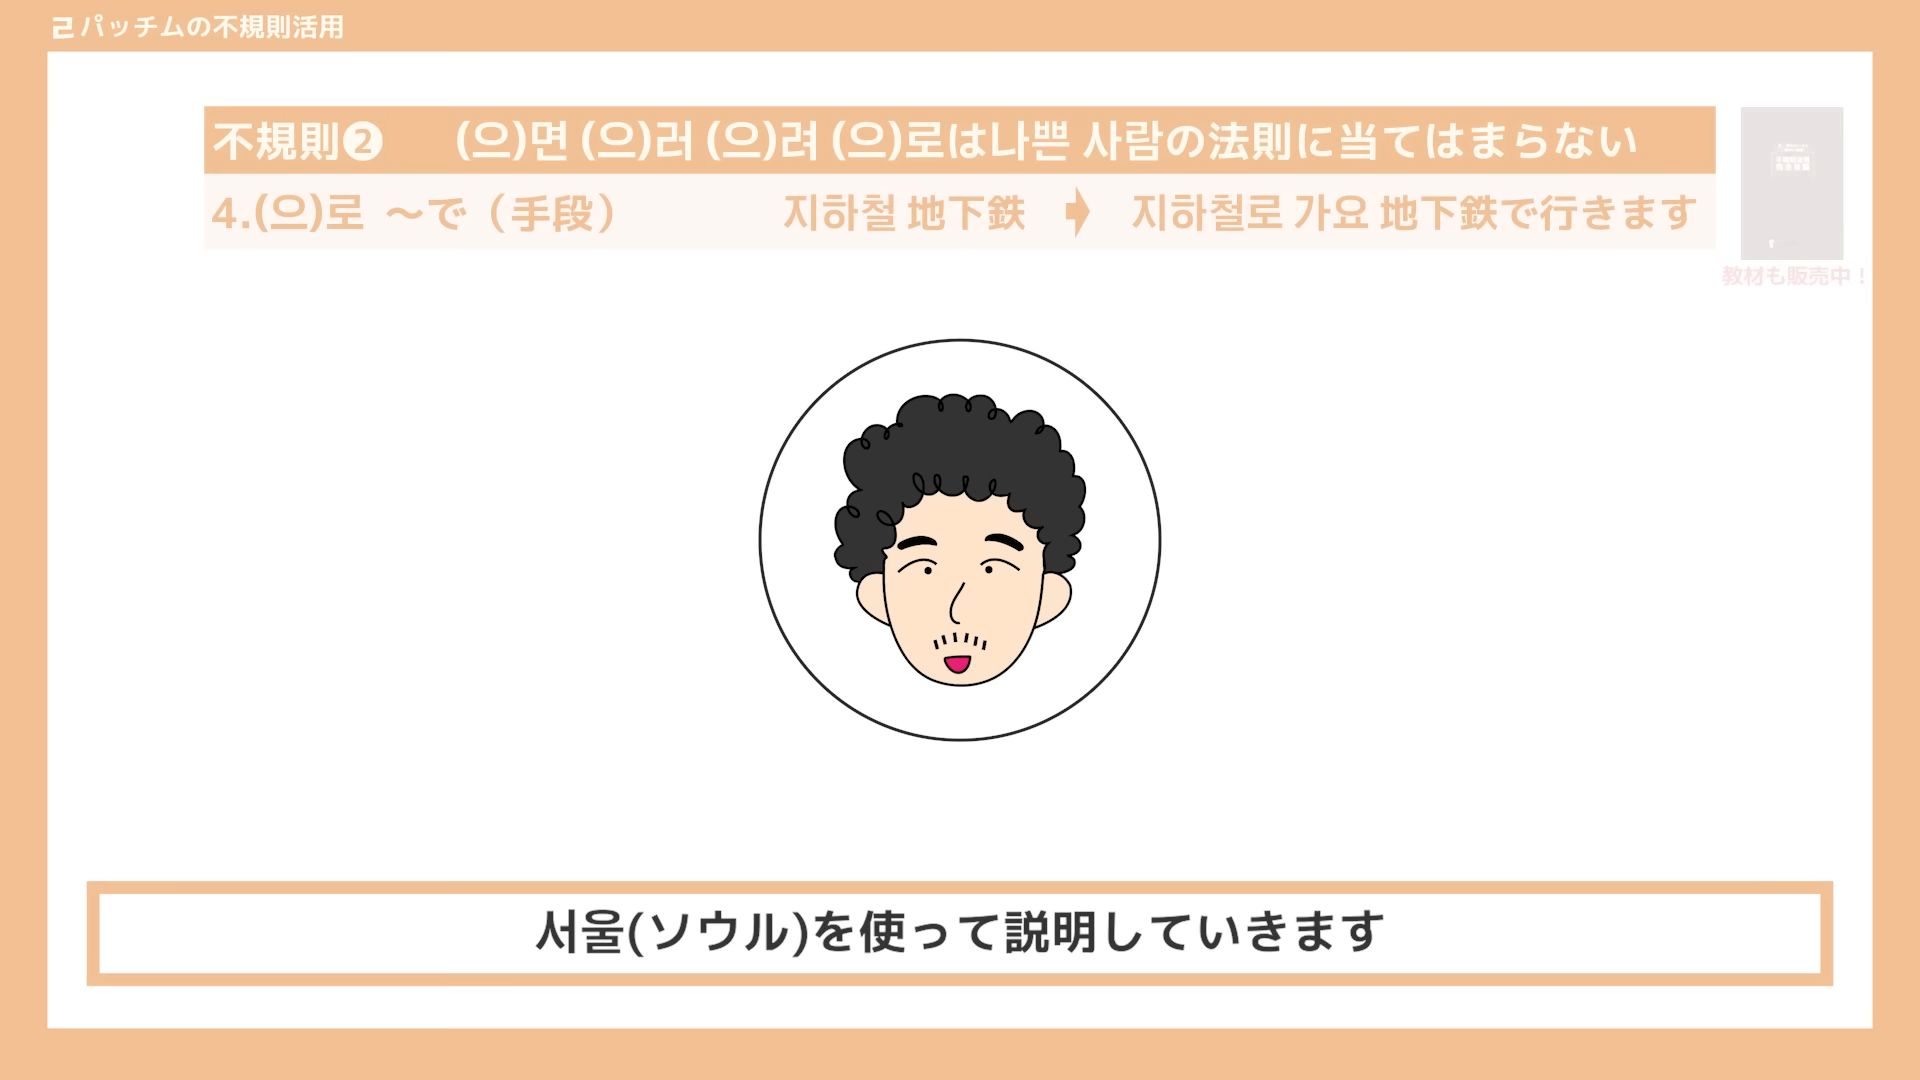 ㄹパッチムの不規則活用
不規則❷ (으)면 (으)러 (으)려 (으)로は나쁜 사람の法則に当てはまらない
4.(으)로 ～で（手段） 지하철 地下鉄 ➡ 지하철로 가요 地下鉄で行きます
教材も販売中！
서울(ソウル)を使って説明していきます